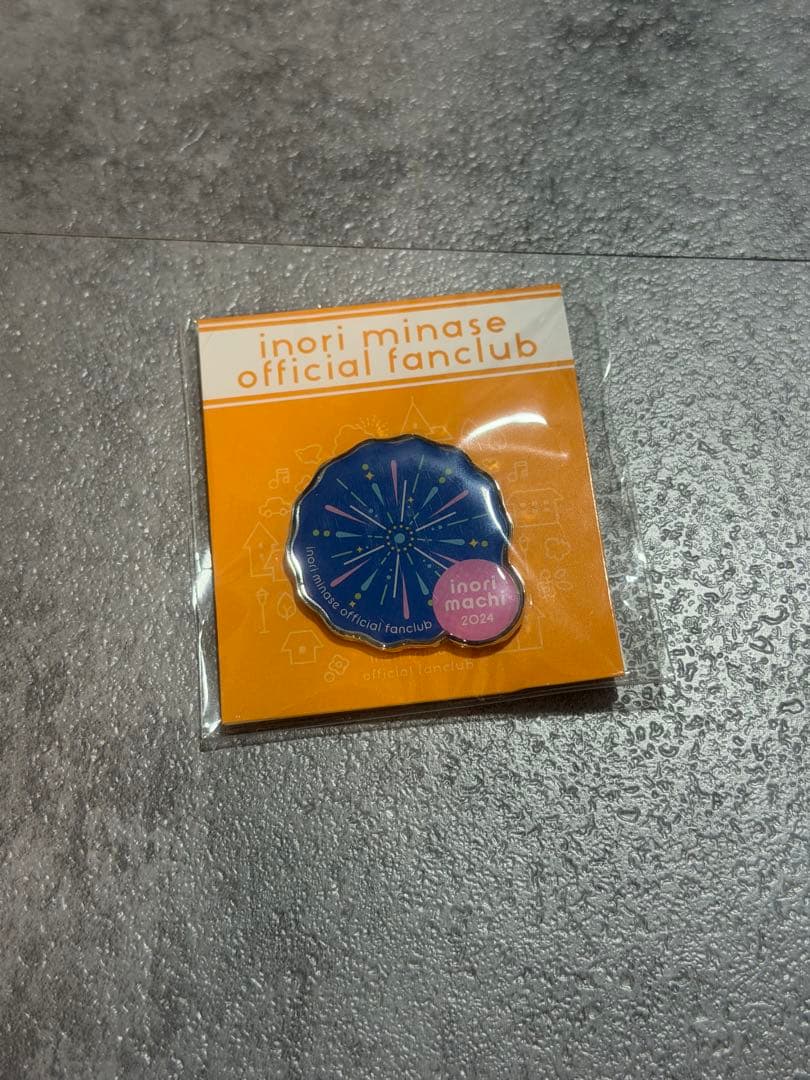 inori minase
official fanclub
inori minase official fanclub
inori
machi
2024
official fanclub